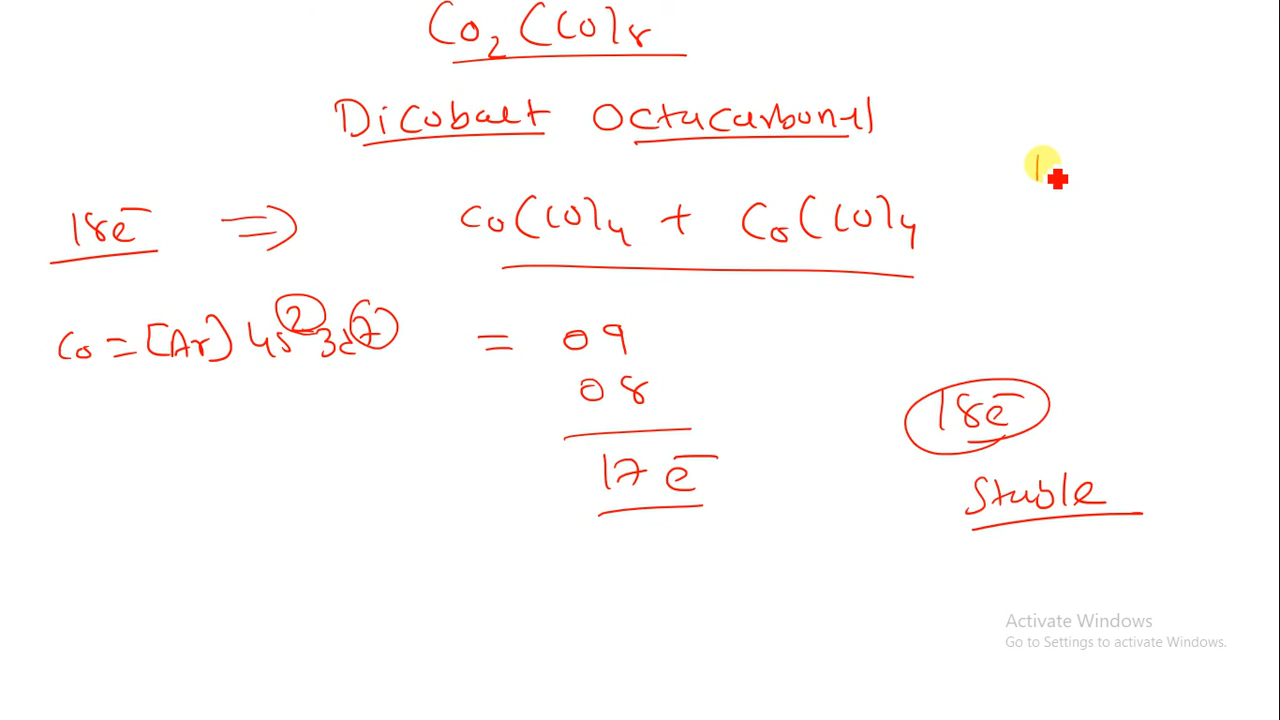 Co₂(CO)₈
Dicobalt Octacarbonyl
18e⁻ ⇒ Co(CO)₄ + Co(CO)₄
Co = [Ar] 4s² 3d⁷ = 09
08
17 e⁻
18e⁻
Stable
Activate Windows
Go to Settings to activate Windows.